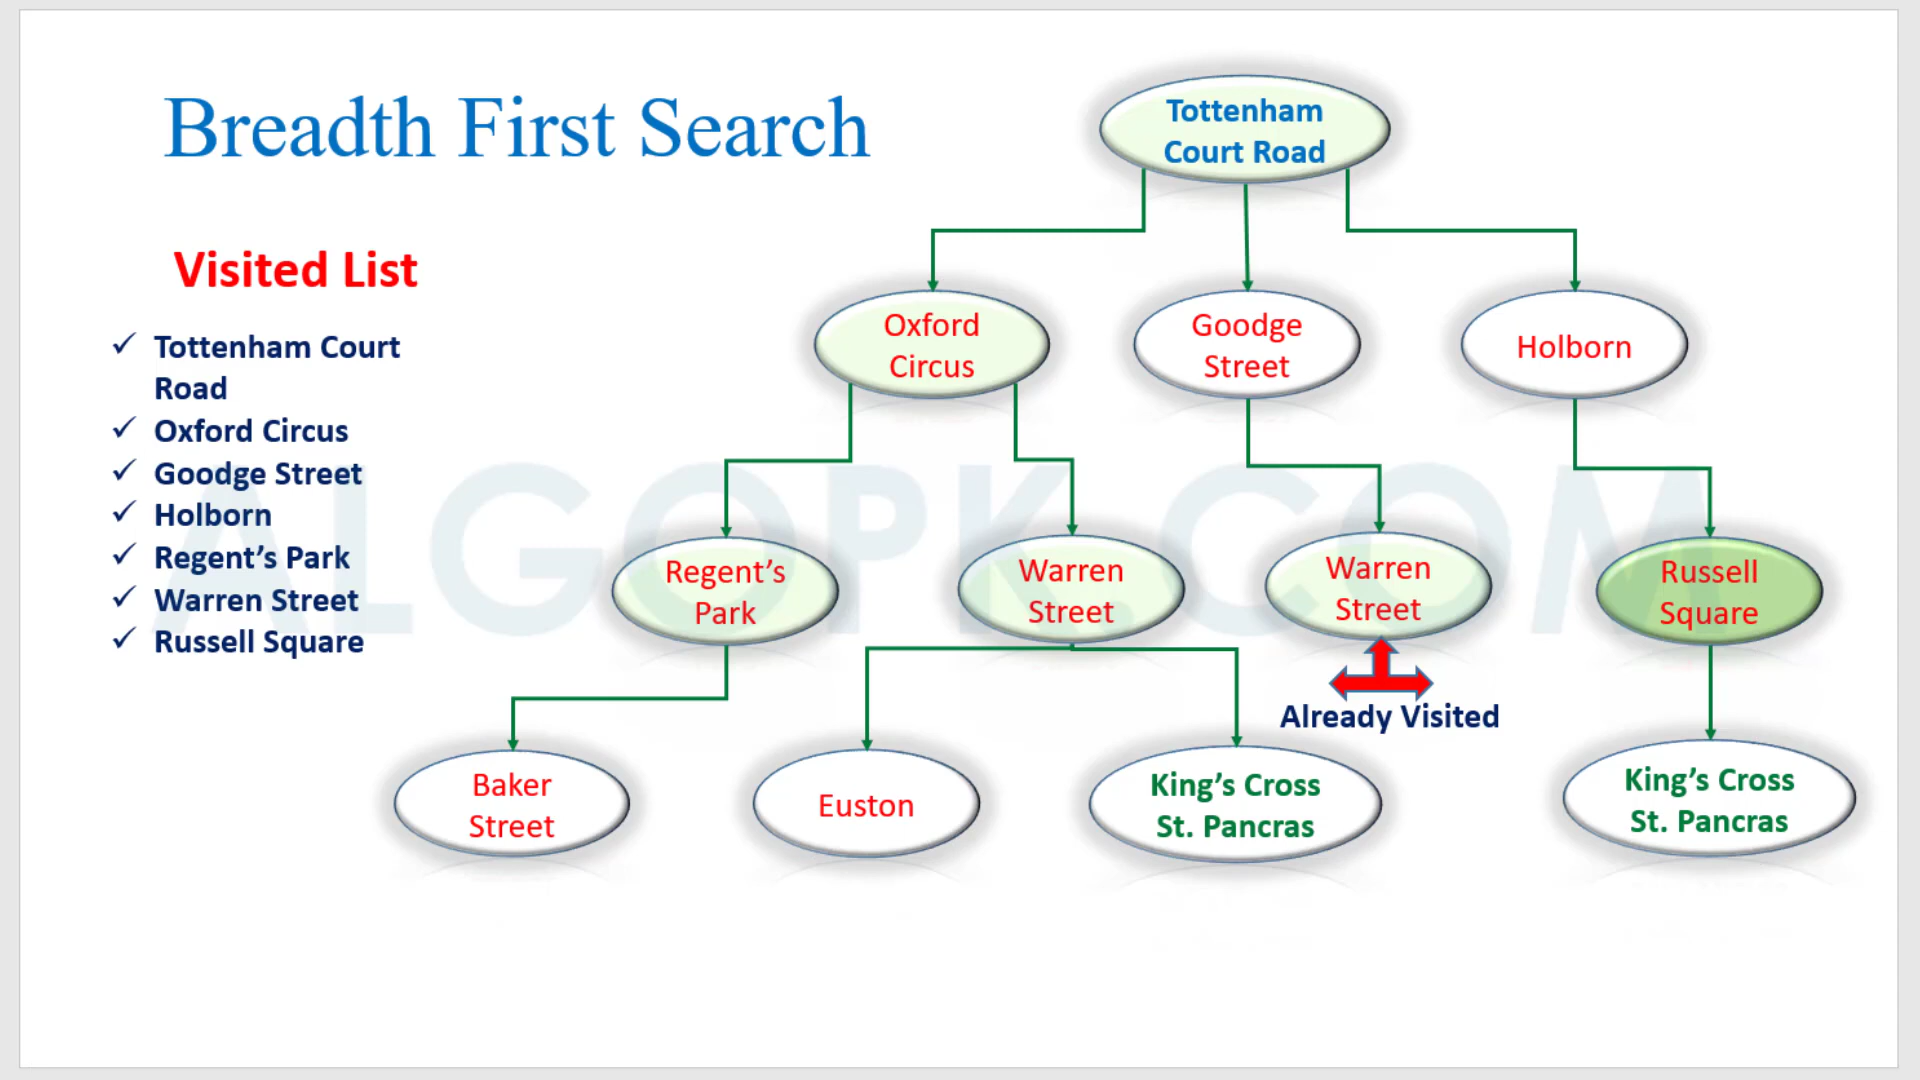 Breadth First Search
Visited List
✓ Tottenham Court
Road
✓ Oxford Circus
✓ Goodge Street
✓ Holborn
✓ Regent’s Park
✓ Warren Street
✓ Russell Square
Tottenham
Court Road
Oxford
Circus
Goodge
Street
Holborn
Regent’s
Park
Warren
Street
Warren
Street
Russell
Square
Already Visited
Baker
Street
Euston
King’s Cross
St. Pancras
King’s Cross
St. Pancras
ALGOPK.COM